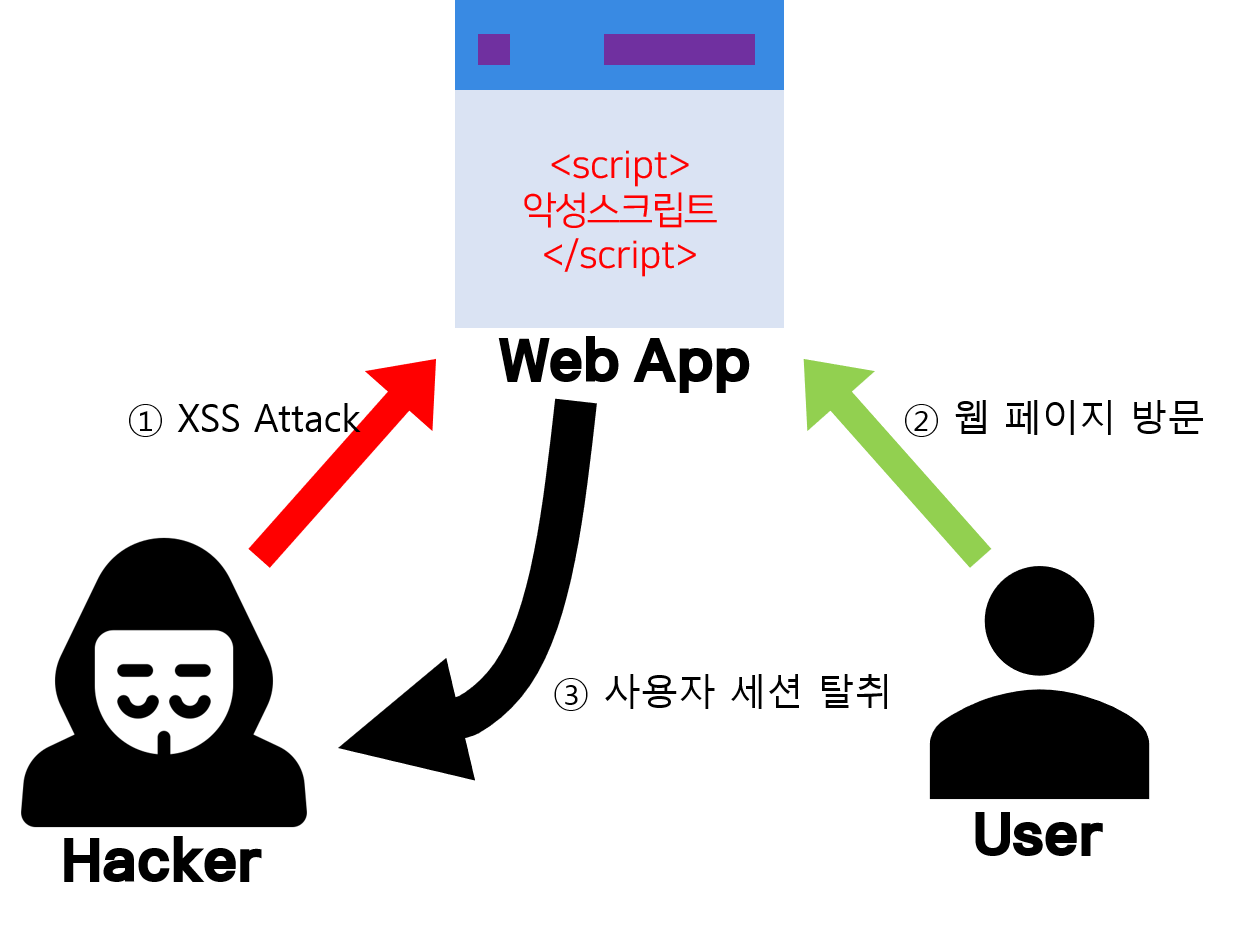 <script>
악성스크립트
</script>
Web App
① XSS Attack
② 웹 페이지 방문
③ 사용자 세션 탈취
Hacker
User